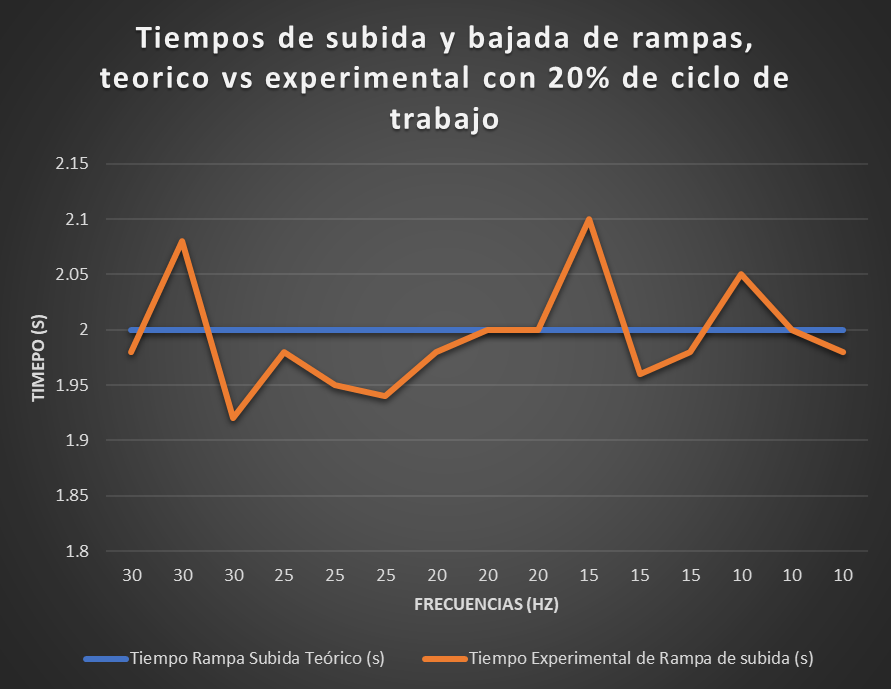 Tiempos de subida y bajada de rampas,
teorico vs experimental con 20% de ciclo de
trabajo
2.15
2.1
2.05
2
1.95
1.9
1.85
1.8
TIMEPO (S)
30 30 30 25 25 25 20 20 20 15 15 15 10 10 10
FRECUENCIAS (HZ)
Tiempo Rampa Subida Teórico (s) Tiempo Experimental de Rampa de subida (s)